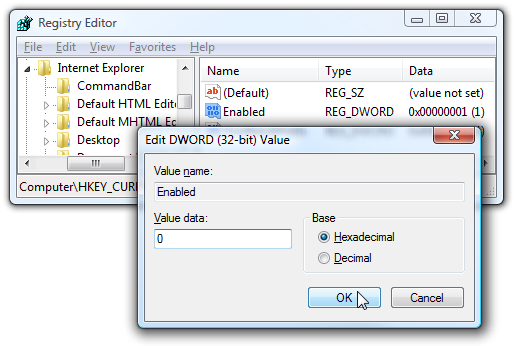 Registry Editor
File Edit View Favorites Help
Internet Explorer
CommandBar
Default HTML Edito
Default MHTML Ed
Desktop
Name Type Data
(Default) REG_SZ (value not set)
Enabled REG_DWORD 0x00000001 (1)
Computer\HKEY_CURI
Edit DWORD (32-bit) Value
Value name:
Enabled
Value data:
0
Base
Hexadecimal
Decimal
OK Cancel